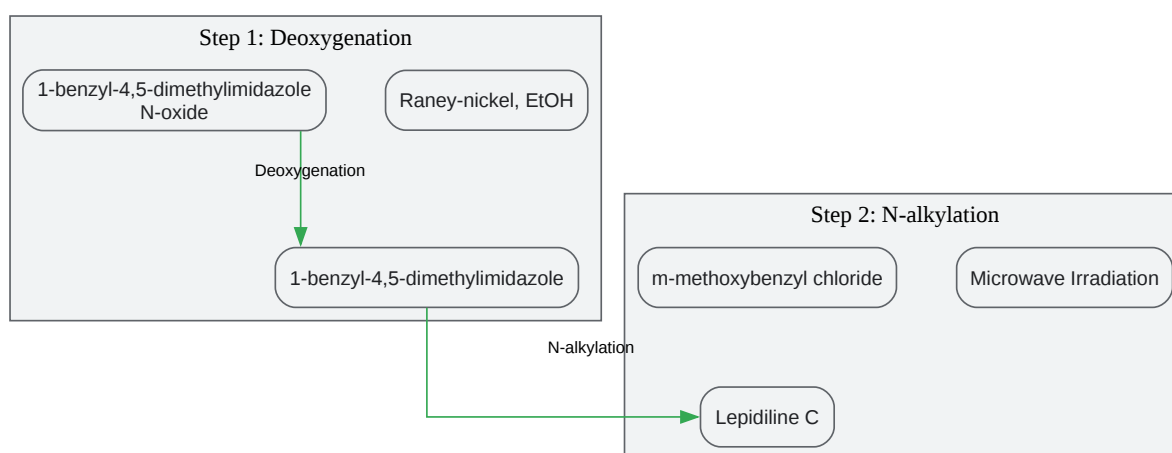 Step 1: Deoxygenation
1-benzyl-4,5-dimethylimidazole
N-oxide
Raney-nickel, EtOH
Deoxygenation
1-benzyl-4,5-dimethylimidazole
Step 2: N-alkylation
m-methoxybenzyl chloride
Microwave Irradiation
N-alkylation
Lepidiline C